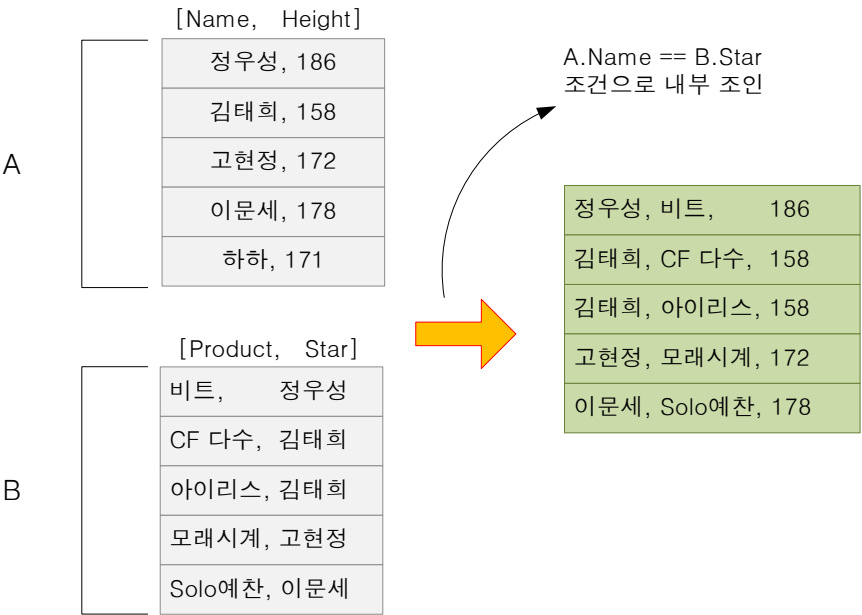 [Name, Height]
정우성, 186
김태희, 158
고현정, 172
이문세, 178
하하, 171
A
A.Name == B.Star
조건으로 내부 조인
정우성, 비트, 186
김태희, CF 다수, 158
김태희, 아이리스, 158
고현정, 모래시계, 172
이문세, Solo예찬, 178
[Product, Star]
비트, 정우성
CF 다수, 김태희
아이리스, 김태희
모래시계, 고현정
Solo예찬, 이문세
B